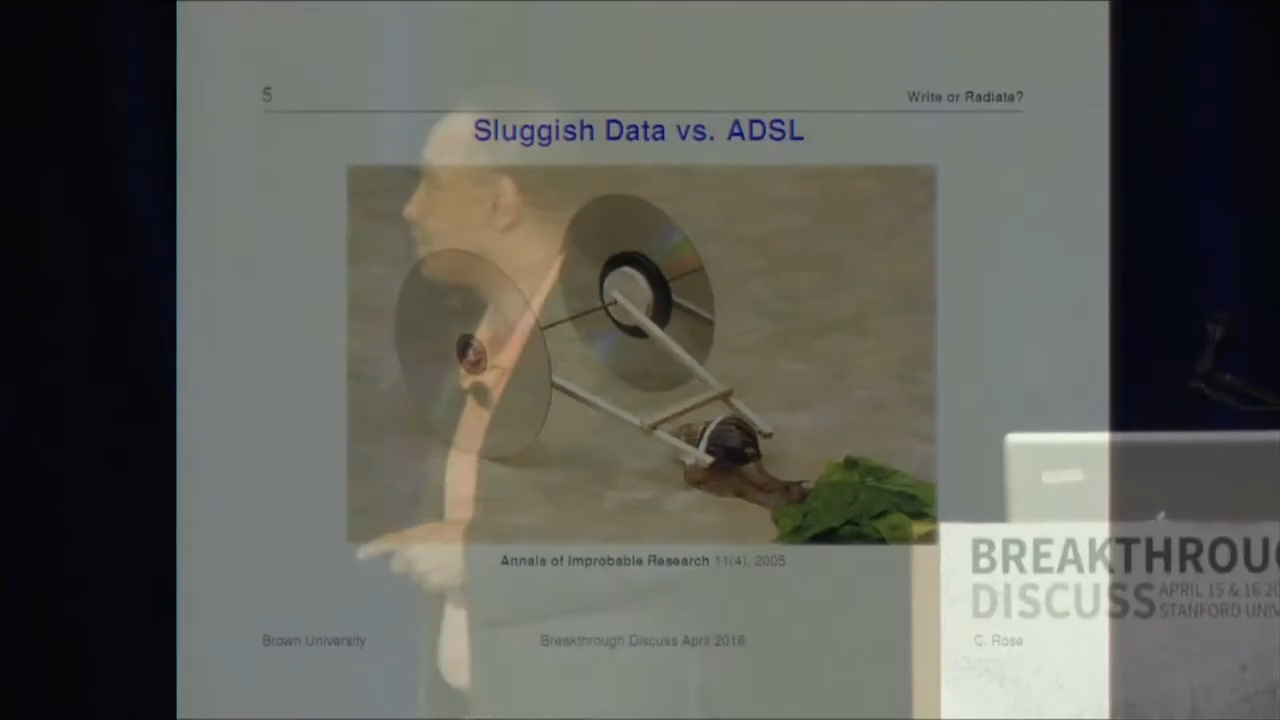 5
Write or Radiate?
Sluggish Data vs. ADSL
Annals of Improbable Research 11(4), 2005
BREAKTHROUG
DISCUSS
APRIL 15 & 16 20
STANFORD UNIV
Brown University
Breakthrough Discuss April 2016
C. Rose